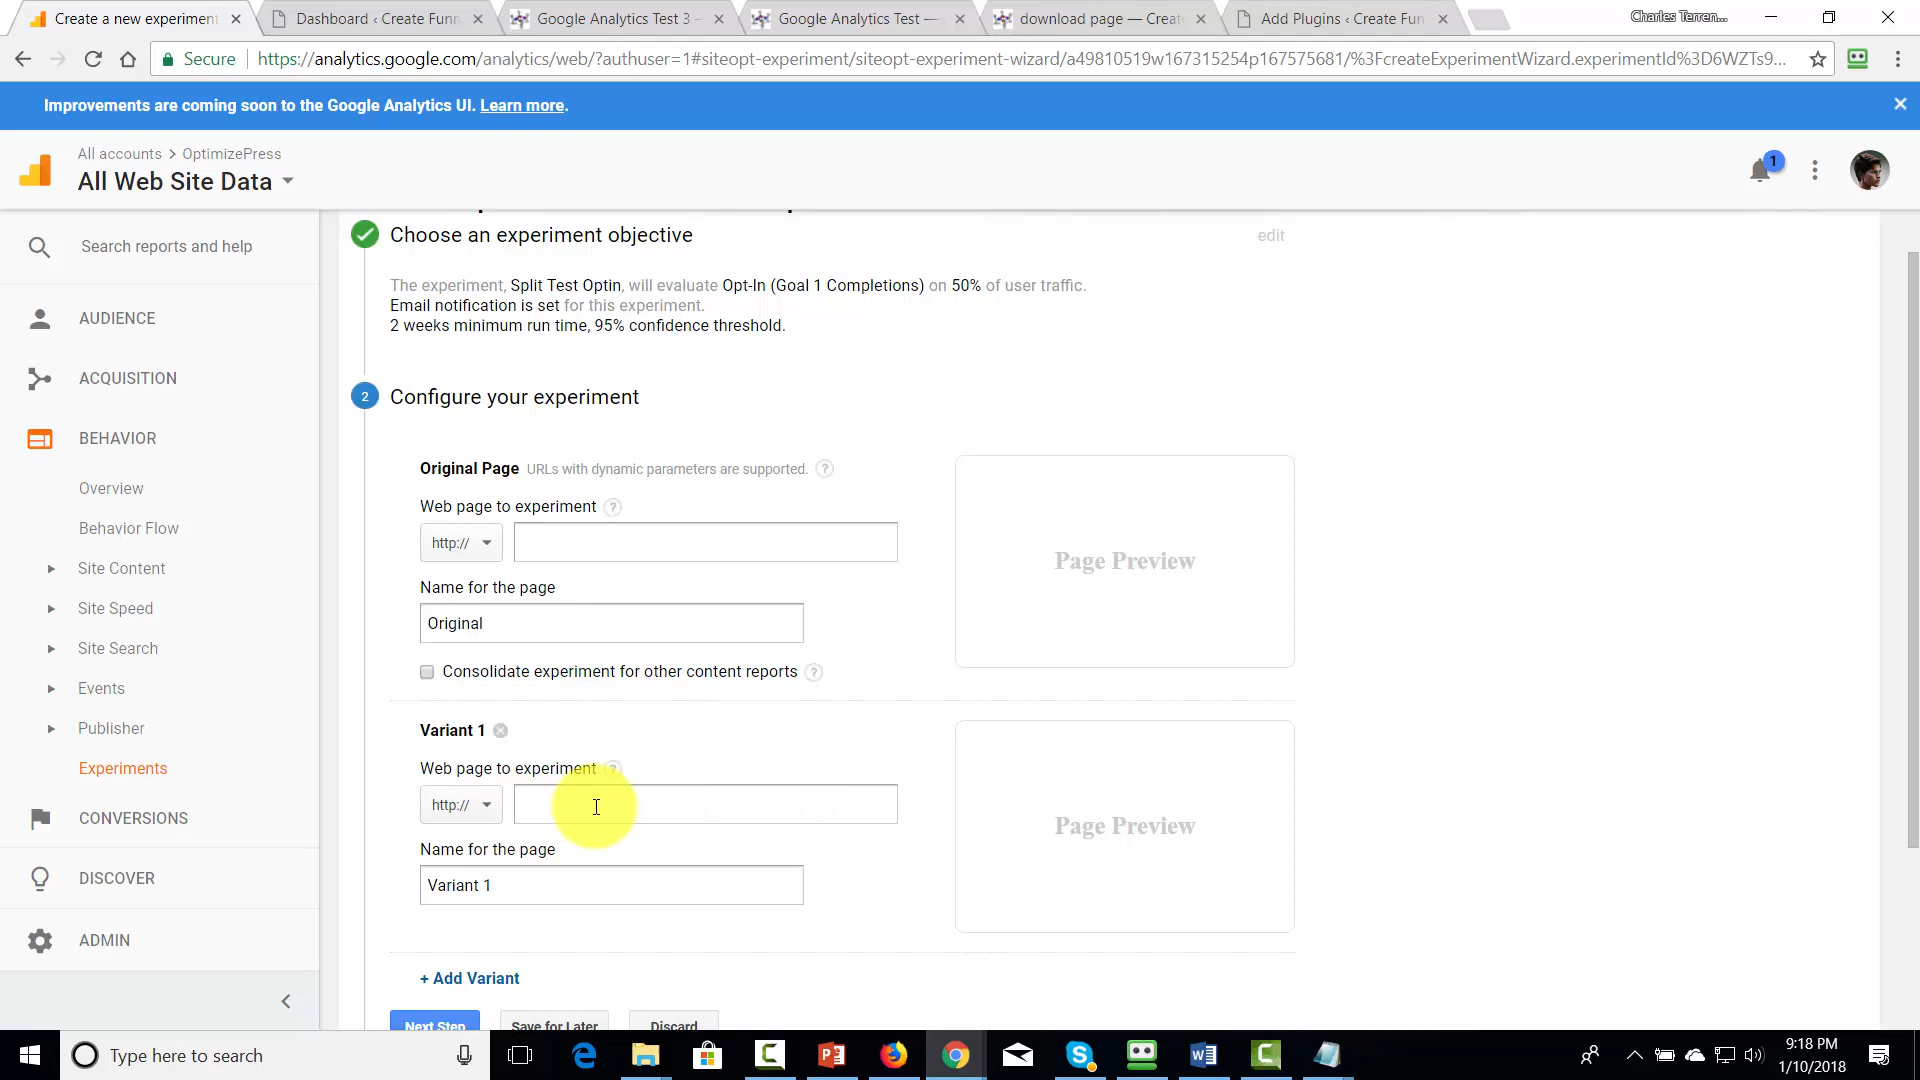 Create a new experiment
Dashboard ‹ Create Funn
Google Analytics Test 3 –
Google Analytics Test —
download page — Creat
Add Plugins ‹ Create Fun
Charles Terren...
Secure
https://analytics.google.com/analytics/web/?authuser=1#siteopt-experiment/siteopt-experiment-wizard/a49810519w167315254p167575681/%3FcreateExperimentWizard.experimentId%3D6WZTs9...
Improvements are coming soon to the Google Analytics UI. Learn more.
All accounts > OptimizePress
All Web Site Data
1
Search reports and help
AUDIENCE
ACQUISITION
BEHAVIOR
Overview
Behavior Flow
Site Content
Site Speed
Site Search
Events
Publisher
Experiments
CONVERSIONS
DISCOVER
ADMIN
Choose an experiment objective
edit
The experiment, Split Test Optin, will evaluate Opt-In (Goal 1 Completions) on 50% of user traffic.
Email notification is set for this experiment.
2 weeks minimum run time, 95% confidence threshold.
2 Configure your experiment
Original Page URLs with dynamic parameters are supported. ?
Web page to experiment ?
http://
Name for the page
Original
Consolidate experiment for other content reports ?
Page Preview
Variant 1
Web page to experiment ?
http://
Name for the page
Variant 1
Page Preview
+ Add Variant
Next Step
Save for Later
Discard
Type here to search
9:18 PM
1/10/2018